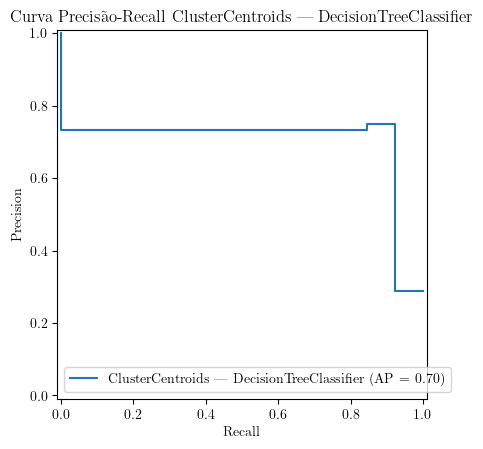 Curva Precisão-Recall ClusterCentroids — DecisionTreeClassifier
1.0
0.8
0.6
0.4
0.2
0.0
Precision
ClusterCentroids — DecisionTreeClassifier (AP = 0.70)
0.0 0.2 0.4 0.6 0.8 1.0
Recall